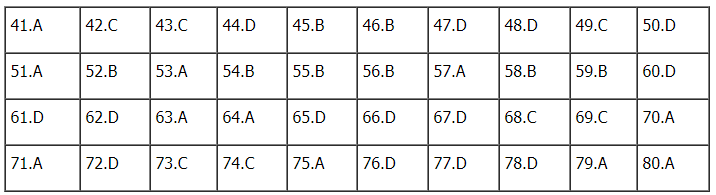 41.A 42.C 43.C 44.D 45.B 46.B 47.D 48.D 49.C 50.D
51.A 52.B 53.A 54.B 55.B 56.B 57.A 58.B 59.B 60.D
61.D 62.D 63.A 64.A 65.D 66.D 67.D 68.C 69.C 70.A
71.A 72.D 73.C 74.C 75.A 76.D 77.D 78.D 79.A 80.A